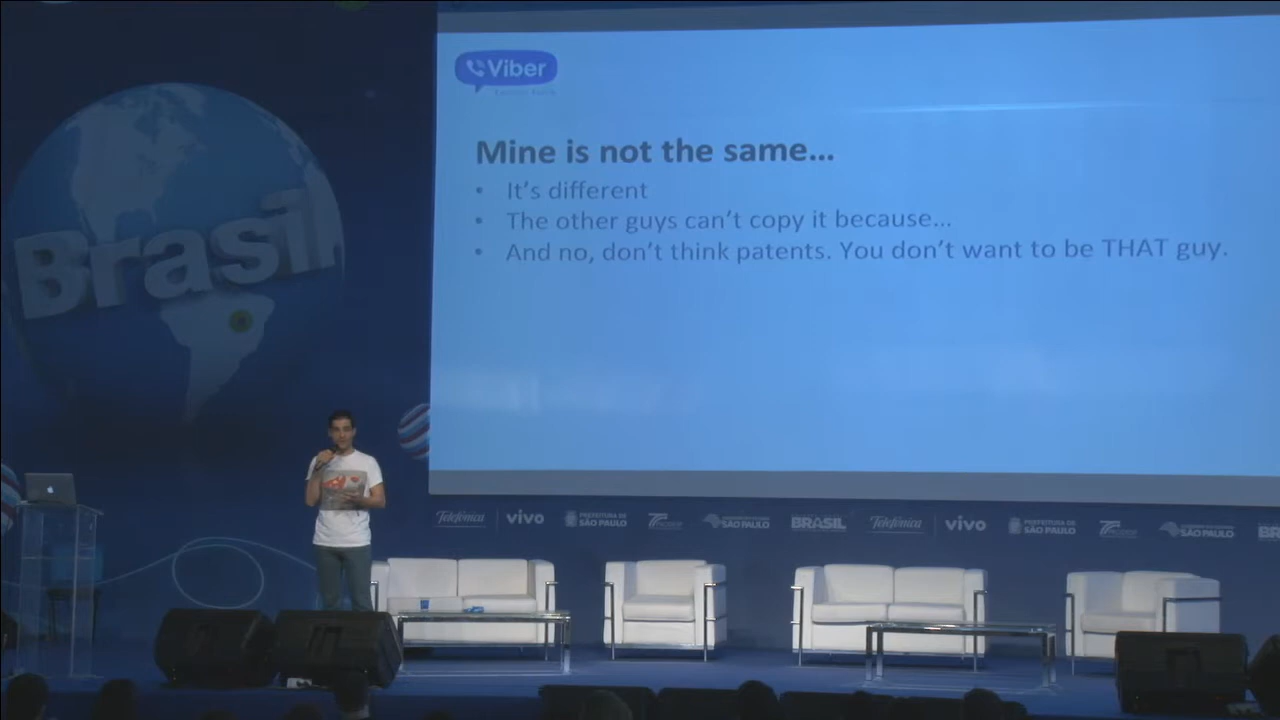 Viber
Mine is not the same…
• It's different
• The other guys can't copy it because…
• And no, don't think patents. You don't want to be THAT guy.
Brasil
Telefónica vivo PREFEITURA DE SÃO PAULO SÃO PAULO BRASIL Telefónica vivo PREFEITURA DE SÃO PAULO SÃO PAULO BR